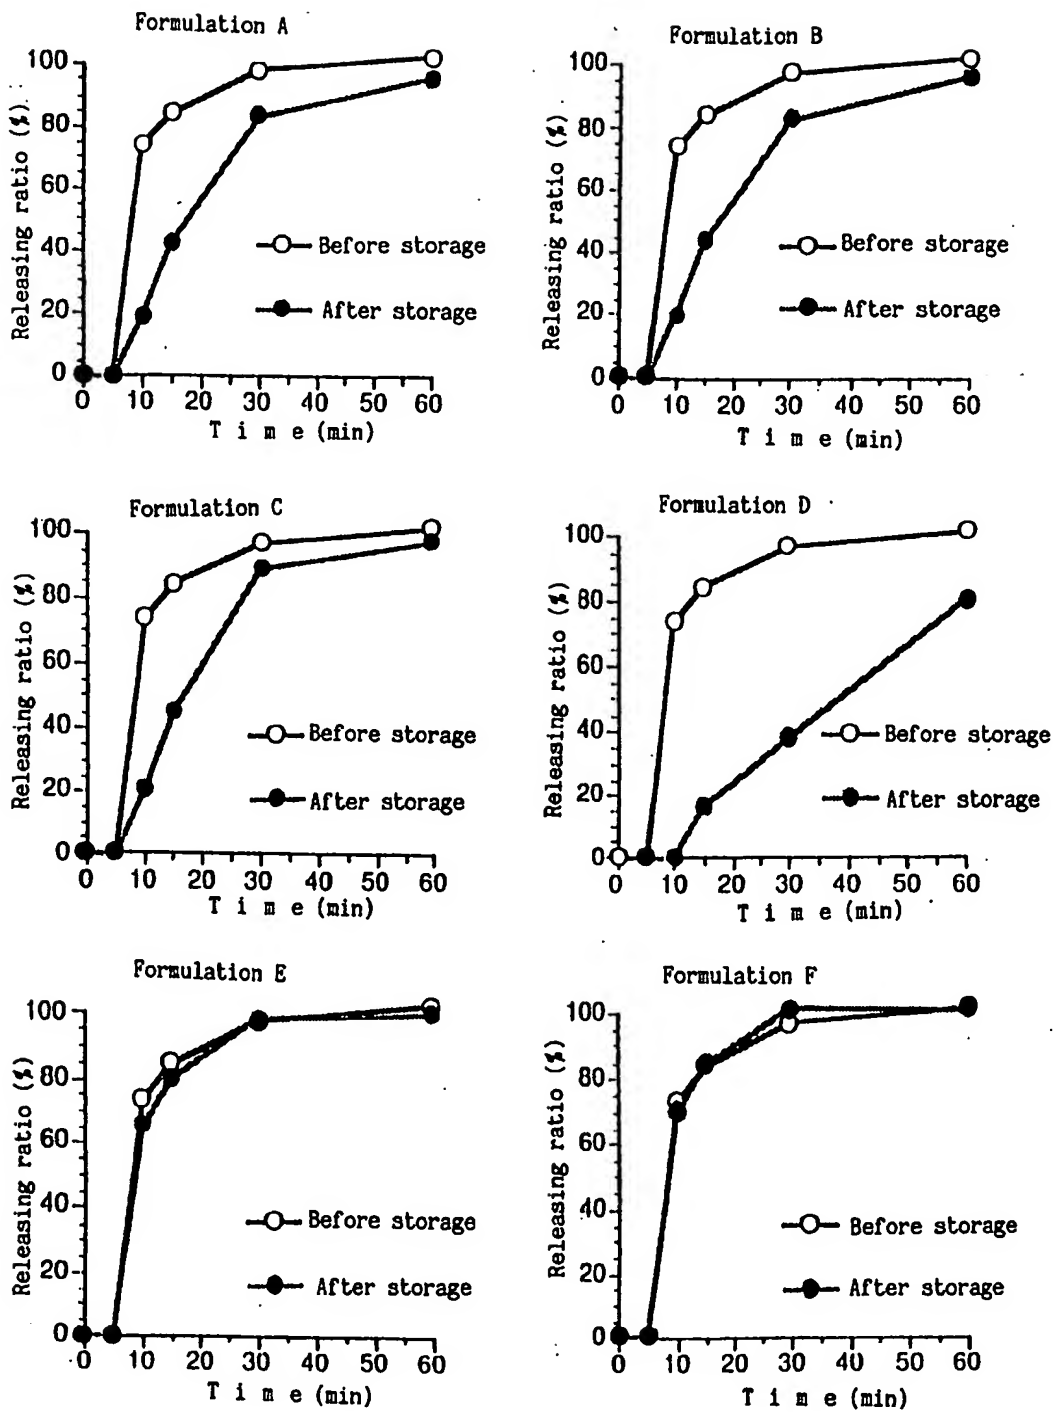 Formulation A
Releasing ratio (%)
100
80
60
40
20
0
Before storage
After storage
0 10 20 30 40 50 60
T i m e (min)
Formulation B
Releasing ratio (%)
100
80
60
40
20
0
Before storage
After storage
0 10 20 30 40 50 60
T i m e (min)
Formulation C
Releasing ratio (%)
100
80
60
40
20
0
Before storage
After storage
0 10 20 30 40 50 60
T i m e (min)
Formulation D
Releasing ratio (%)
100
80
60
40
20
0
Before storage
After storage
0 10 20 30 40 50 60
T i m e (min)
Formulation E
Releasing ratio (%)
100
80
60
40
20
0
Before storage
After storage
0 10 20 30 40 50 60
T i m e (min)
Formulation F
Releasing ratio (%)
100
80
60
40
20
0
Before storage
After storage
0 10 20 30 40 50 60
T i m e (min)